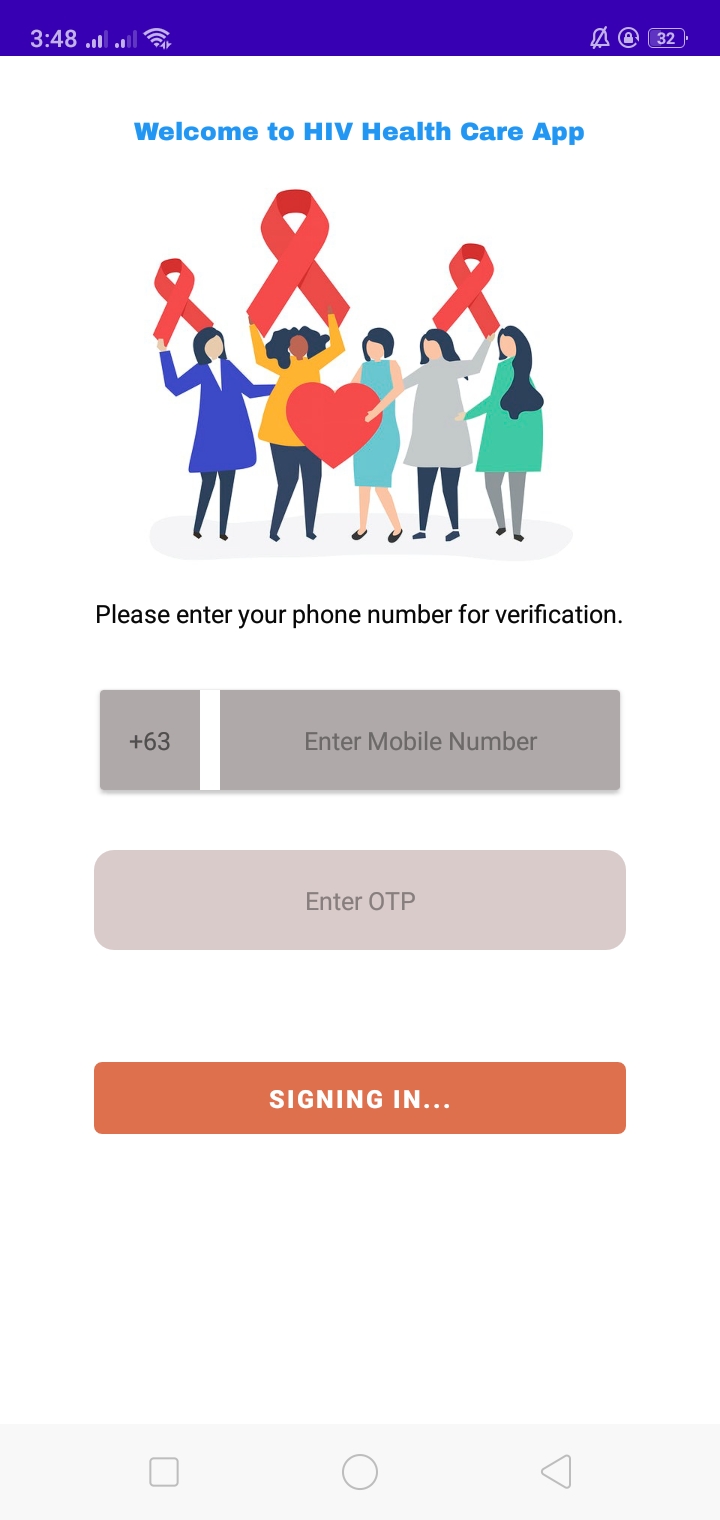 3:48
32
Welcome to HIV Health Care App
Please enter your phone number for verification.
+63 Enter Mobile Number
Enter OTP
SIGNING IN...